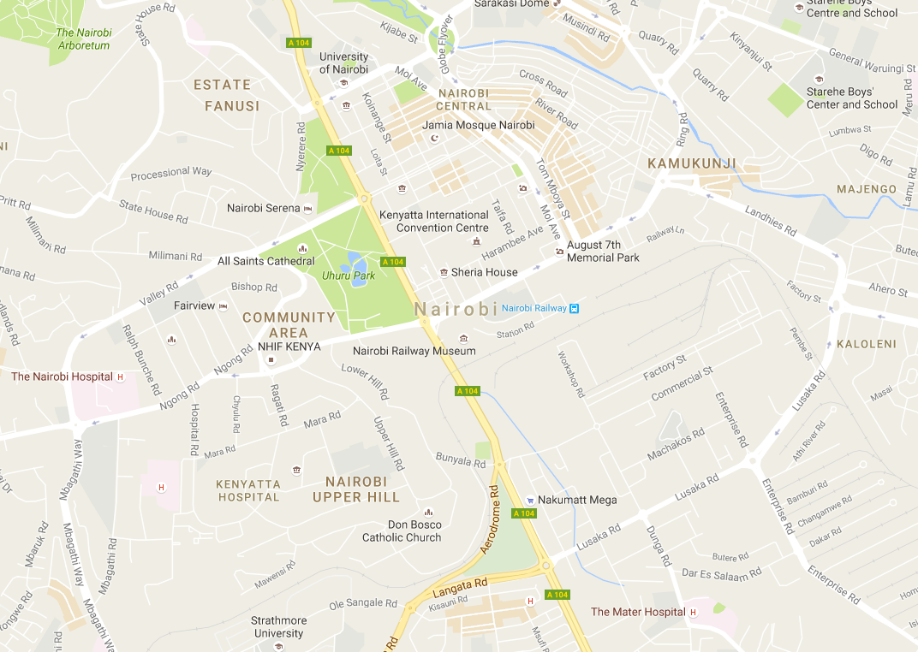 State House Rd
Sarakasi Dome
Starehe Boys'
Centre and School
The Nairobi
Arboretum
A 104
Kijabe St
Globe Flyover
Musindi Rd
Quarry Rd
Kinyanjui St
General Waruingi St
University
of Nairobi
Moi Ave
ESTATE
FANUSI
Koinange St
NAIROBI
CENTRAL
Cross Road
River Road
Quarry Rd
Starehe Boys'
Center and School
Meru Rd
Jamia Mosque Nairobi
Ring Rd
Lumbwa St
Nyerere Rd
A 104
Loita St
Digo Rd
NI
Processional Way
KAMUKUNJI
Lamu Rd
Tom Mboya St
MAJENGO
Pritt Rd
State House Rd
Nairobi Serena
Kenyatta International
Convention Centre
Taifa Rd
Moi Ave
Landhies Rd
Milimani Rd
Harambee Ave
Railway Ln
August 7th
Memorial Park
Milimani Rd
All Saints Cathedral
A 104
Bute
nana Rd
Uhuru Park
Sheria House
Valley Rd
Bishop Rd
Factory St
Ahero St
Fairview
Nairobi
Nairobi Railway
COMMUNITY
AREA
Station Rd
dlands Rd
Ralph Bunche Rd
NHIF KENYA
Nairobi Railway Museum
Pembe St
KALOLENI
Ngong Rd
Workshop Rd
Factory St
The Nairobi Hospital
Lower Hill Rd
A 104
Commercial St
Lusaka Rd
Masai
Ngong Rd
Ragati Rd
Chyulu Rd
Hospital Rd
Mara Rd
Enterprise Rd
Upper Hill Rd
Machakos Rd
Athi River Rd
Mara Rd
Bunyala Rd
Mbagathi Way
KENYATTA
HOSPITAL
NAIROBI
UPPER HILL
Lusaka Rd
Bamburi Rd
H
Nakumatt Mega
Enterprise Rd
Changamwe Rd
A 104
Aerodrome Rd
Don Bosco
Catholic Church
Lusaka Rd
Dunga Rd
Dakar Rd
Mbaruk Rd
Mbagathi Way
Mbagathi Rd
Butere Rd
Mawensi Rd
Dar Es Salaam Rd
Enterprise Rd
Langata Rd
A 104
Ole Sangale Rd
Kisauni Rd
H
The Mater Hospital
H
Strathmore
University